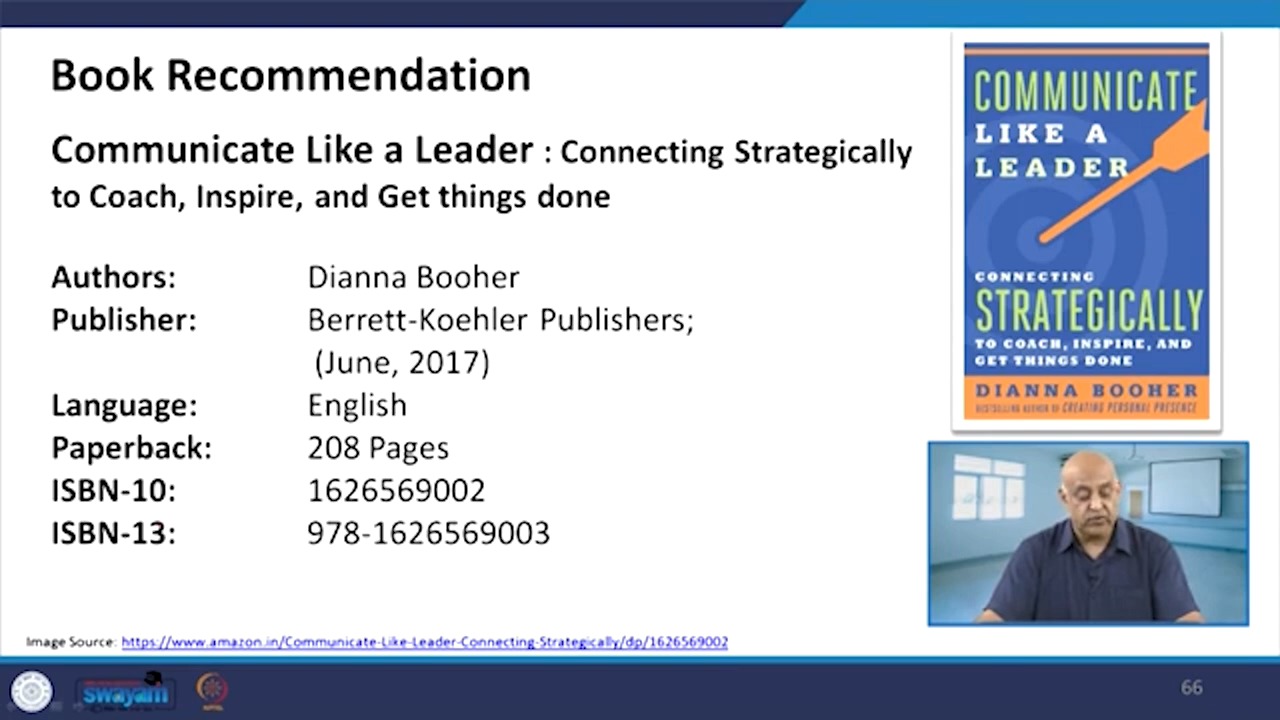 Book Recommendation
Communicate Like a Leader : Connecting Strategically
to Coach, Inspire, and Get things done
Authors: Dianna Booher
Publisher: Berrett-Koehler Publishers;
(June, 2017)
Language: English
Paperback: 208 Pages
ISBN-10: 1626569002
ISBN-13: 978-1626569003
COMMUNICATE
LIKE A
LEADER
CONNECTING
STRATEGICALLY
TO COACH, INSPIRE, AND
GET THINGS DONE
DIANNA BOOHER
BESTSELLING AUTHOR OF CREATING PERSONAL PRESENCE
Image Source: https://www.amazon.in/Communicate-Like-Leader-Connecting-Strategically/dp/1626569002
swayam
66